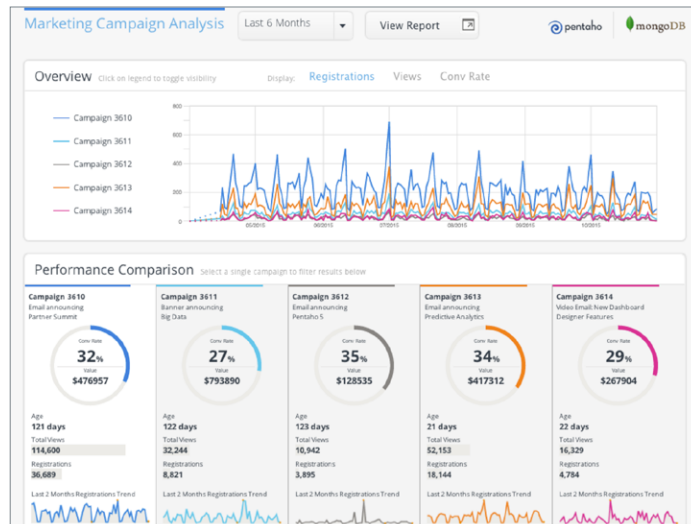 Marketing Campaign Analysis
Last 6 Months
View Report
pentaho
mongoDB
Overview Click on legend to toggle visibility
Display: Registrations Views Conv Rate
Campaign 3610
Campaign 3611
Campaign 3612
Campaign 3613
Campaign 3614
800
600
400
200
0
05/2015 06/2015 07/2015 08/2015 09/2015 10/2015
Performance Comparison Select a single campaign to filter results below
Campaign 3610
Email announcing
Partner Summit
Conv Rate
32%
Value
$476957
Age
121 days
Total Views
114,600
Registrations
36,689
Last 2 Months Registrations Trend
Campaign 3611
Banner announcing
Big Data
Conv Rate
27%
Value
$793890
Age
122 days
Total Views
32,244
Registrations
8,821
Last 2 Months Registrations Trend
Campaign 3612
Email announcing
Pentaho 5
Conv Rate
35%
Value
$128535
Age
123 days
Total Views
10,942
Registrations
3,895
Last 2 Months Registrations Trend
Campaign 3613
Email announcing
Predictive Analytics
Conv Rate
34%
Value
$417312
Age
21 days
Total Views
52,153
Registrations
18,144
Last 2 Months Registrations Trend
Campaign 3614
Video Email: New Dashboard
Designer Features
Conv Rate
29%
Value
$267904
Age
22 days
Total Views
16,329
Registrations
4,784
Last 2 Months Registrations Trend